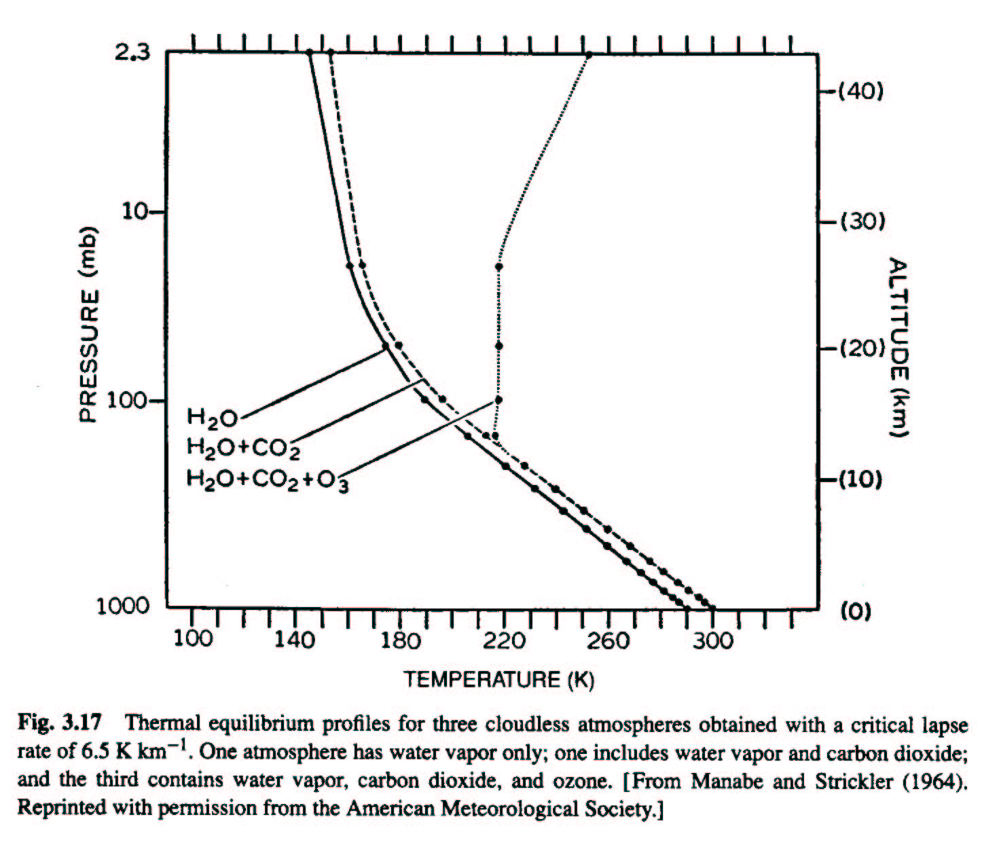 2.3
10
100
1000
PRESSURE (mb)
(40)
(30)
(20)
(10)
(0)
ALTITUDE (km)
H₂O
H₂O+CO₂
H₂O+CO₂+O₃
100 140 180 220 260 300
TEMPERATURE (K)
Fig. 3.17 Thermal equilibrium profiles for three cloudless atmospheres obtained with a critical lapse
rate of 6.5 K km⁻¹. One atmosphere has water vapor only; one includes water vapor and carbon dioxide;
and the third contains water vapor, carbon dioxide, and ozone. [From Manabe and Strickler (1964).
Reprinted with permission from the American Meteorological Society.]